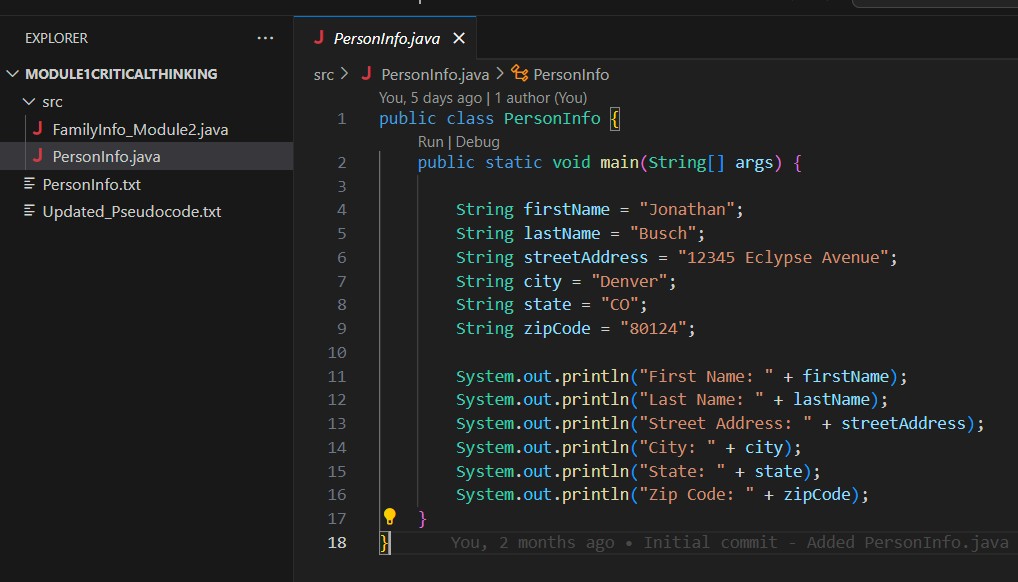 EXPLORER
...
MODULE1CRITICALTHINKING
src
FamilyInfo_Module2.java
PersonInfo.java
PersonInfo.txt
Updated_Pseudocode.txt
PersonInfo.java
src > PersonInfo.java > PersonInfo
You, 5 days ago | 1 author (You)
1 public class PersonInfo {
Run | Debug
2 public static void main(String[] args) {
3
4 String firstName = "Jonathan";
5 String lastName = "Busch";
6 String streetAddress = "12345 Eclypse Avenue";
7 String city = "Denver";
8 String state = "CO";
9 String zipCode = "80124";
10
11 System.out.println("First Name: " + firstName);
12 System.out.println("Last Name: " + lastName);
13 System.out.println("Street Address: " + streetAddress);
14 System.out.println("City: " + city);
15 System.out.println("State: " + state);
16 System.out.println("Zip Code: " + zipCode);
17 }
18 } You, 2 months ago • Initial commit - Added PersonInfo.java